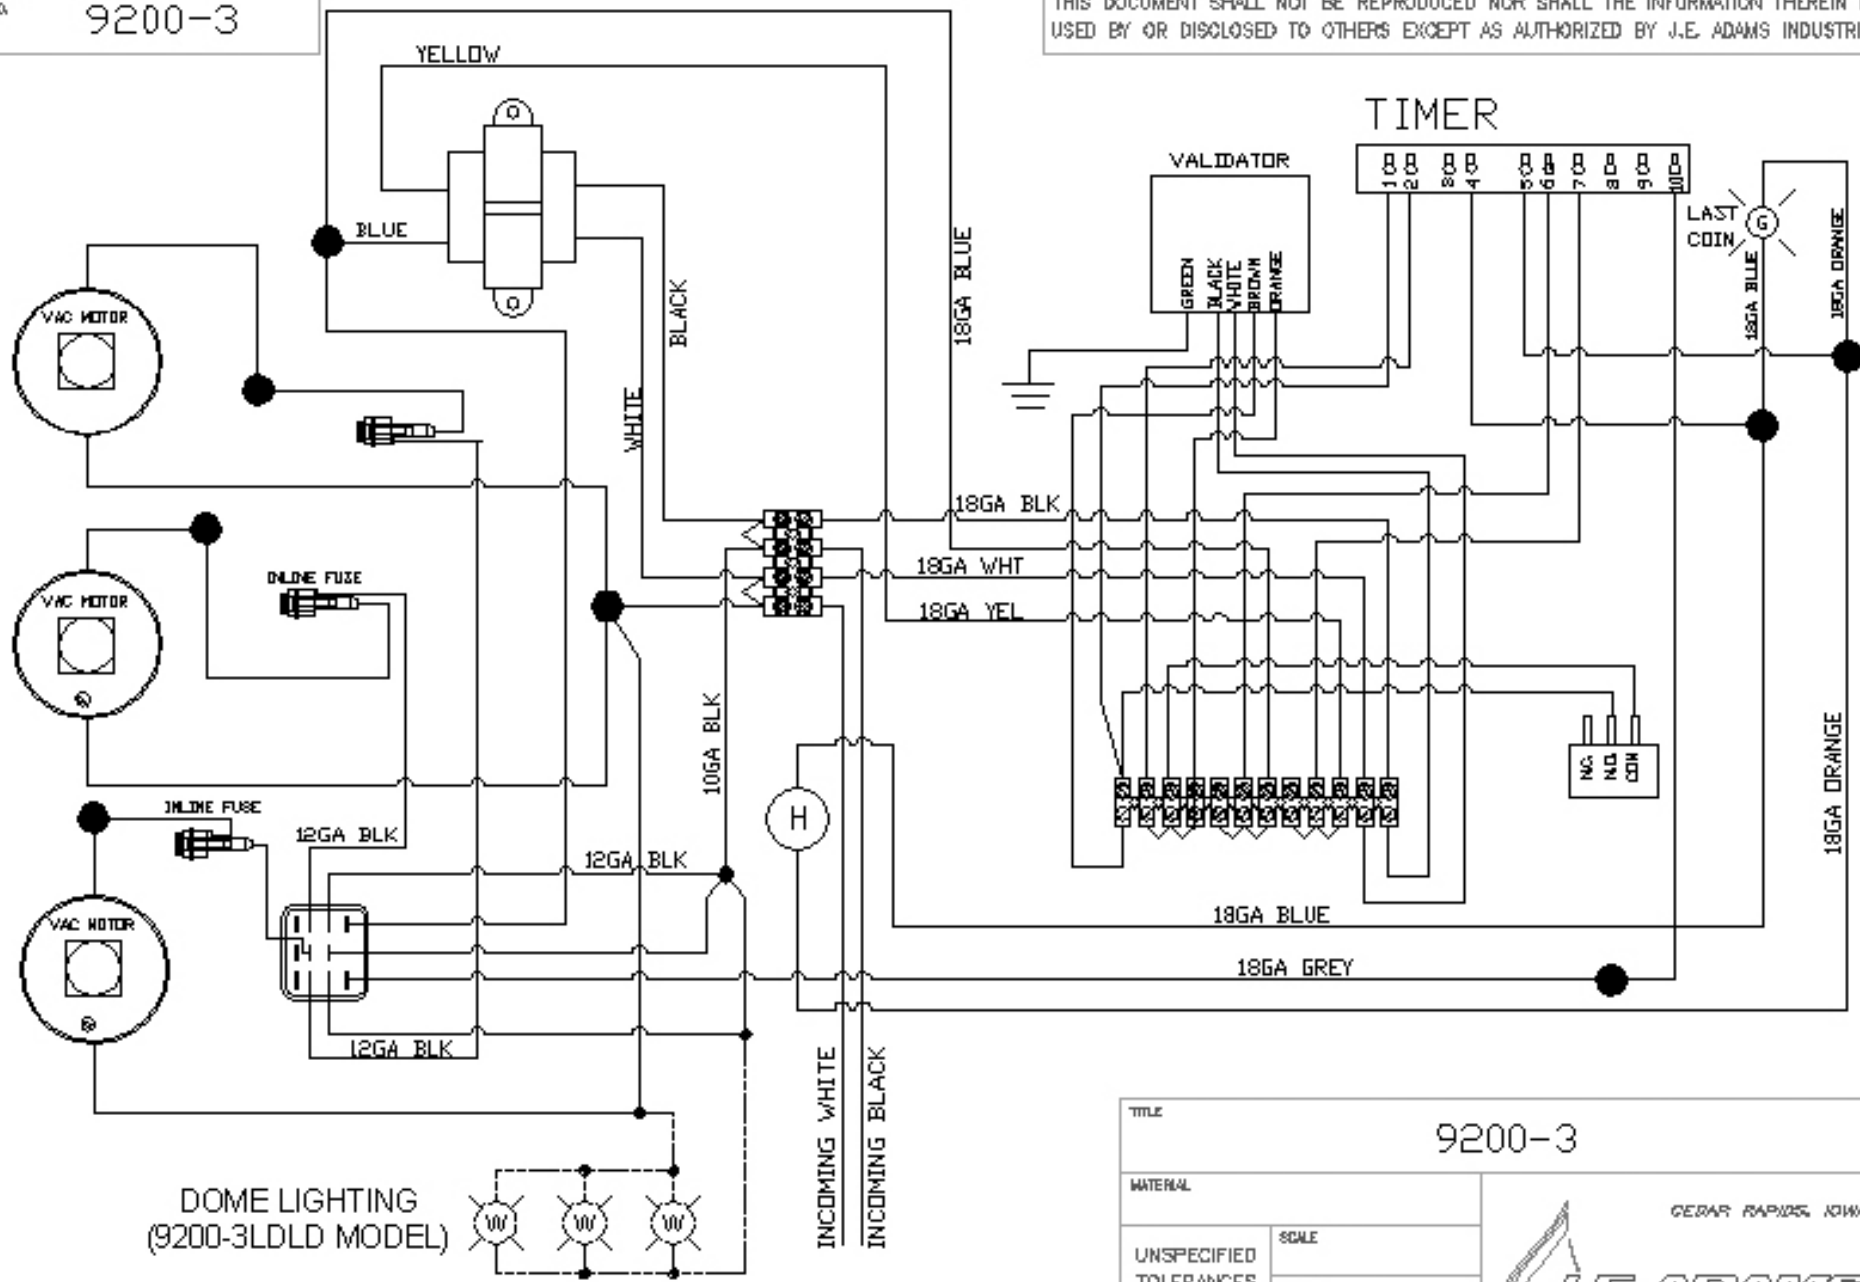 9200-3
THIS DOCUMENT SHALL NOT BE REPRODUCED NOR SHALL THE INFORMATION THEREIN
USED BY OR DISCLOSED TO OTHERS EXCEPT AS AUTHORIZED BY J.E. ADAMS
YELLOW
TIMER
VALIDATOR
1 2 3 4 5 6 7 8 9 10
LAST
COIN
G
BLUE
18GA BLUE
18GA BLUE
18GA ORANGE
GREEN
BLACK
WHITE
BROWN
ORANGE
BLACK
VAC MOTOR
WHITE
18GA BLK
18GA WHT
INLINE FUSE
VAC MOTOR
18GA YEL
10GA BLK
N.C.
N.O.
COM
18GA ORANGE
INLINE FUSE
H
12GA BLK
12GA BLK
VAC MOTOR
18GA BLUE
18GA GREY
12GA BLK
INCOMING WHITE
INCOMING BLACK
TITLE
9200-3
MATERIAL
DOME LIGHTING
(9200-3LDLD MODEL)
W W W
CEDAR RAPIDS,
SCALE
UNSPECIFIED
TOLERANCES